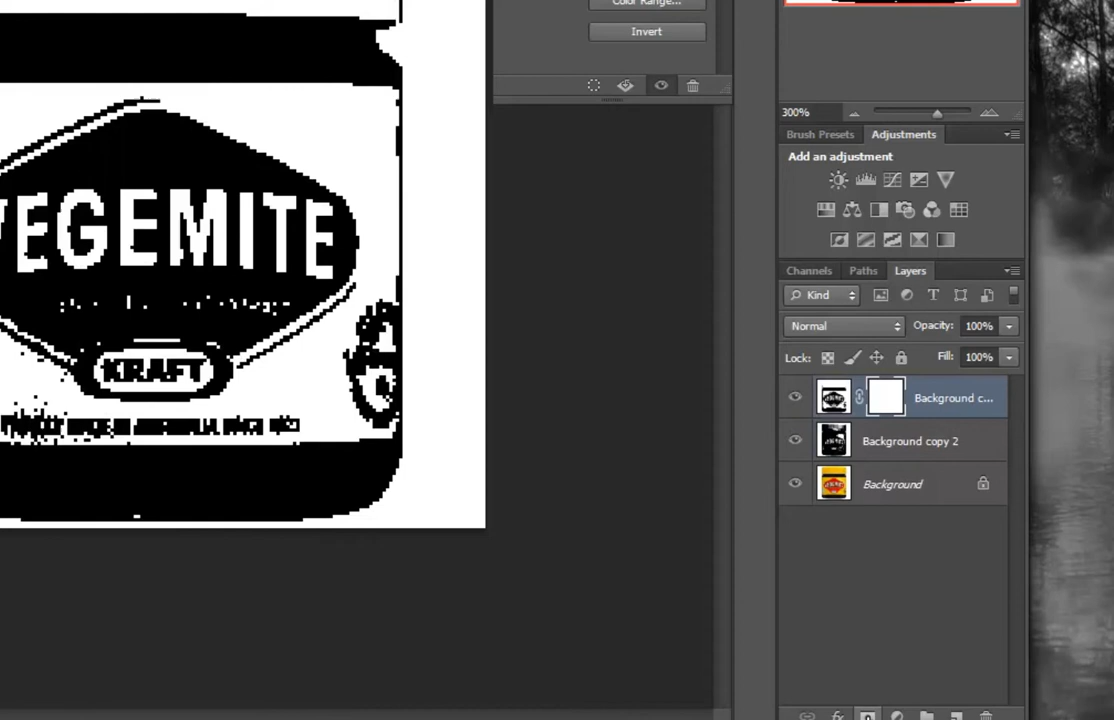 Color Range...
Invert
300%
Brush Presets
Adjustments
Add an adjustment
Channels
Paths
Layers
Kind
Normal
Opacity: 100%
Lock:
Fill: 100%
Background c...
Background copy 2
Background
fx
EGEMITE
KRAFT